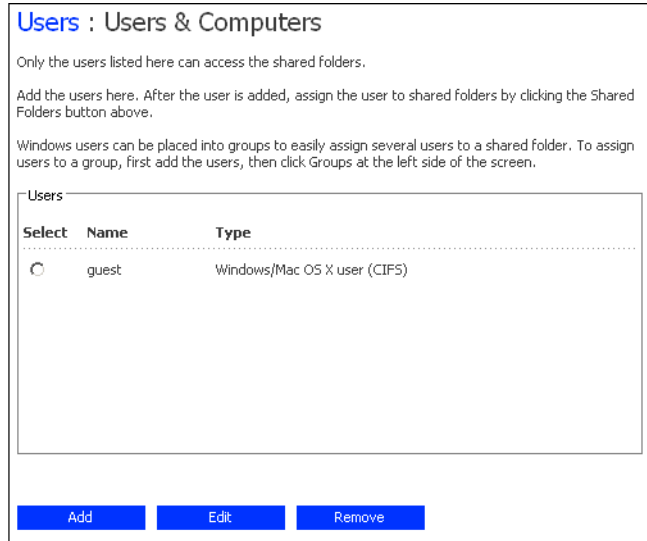 Users : Users & Computers
Only the users listed here can access the shared folders.
Add the users here. After the user is added, assign the user to shared folders by clicking the Shared
Folders button above.
Windows users can be placed into groups to easily assign several users to a shared folder. To assign
users to a group, first add the users, then click Groups at the left side of the screen.
Users
Select Name Type
guest Windows/Mac OS X user (CIFS)
Add Edit Remove